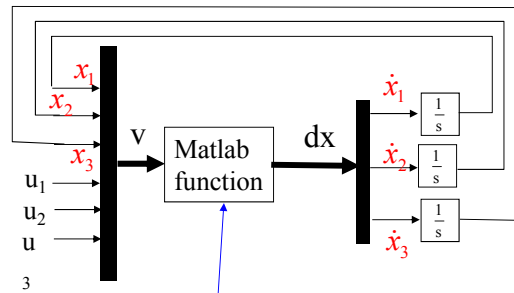 x₁
x₂
x₃
u₁
u₂
u
3
v
Matlab
function
dx
ẋ₁
1/s
ẋ₂
1/s
ẋ₃
1/s